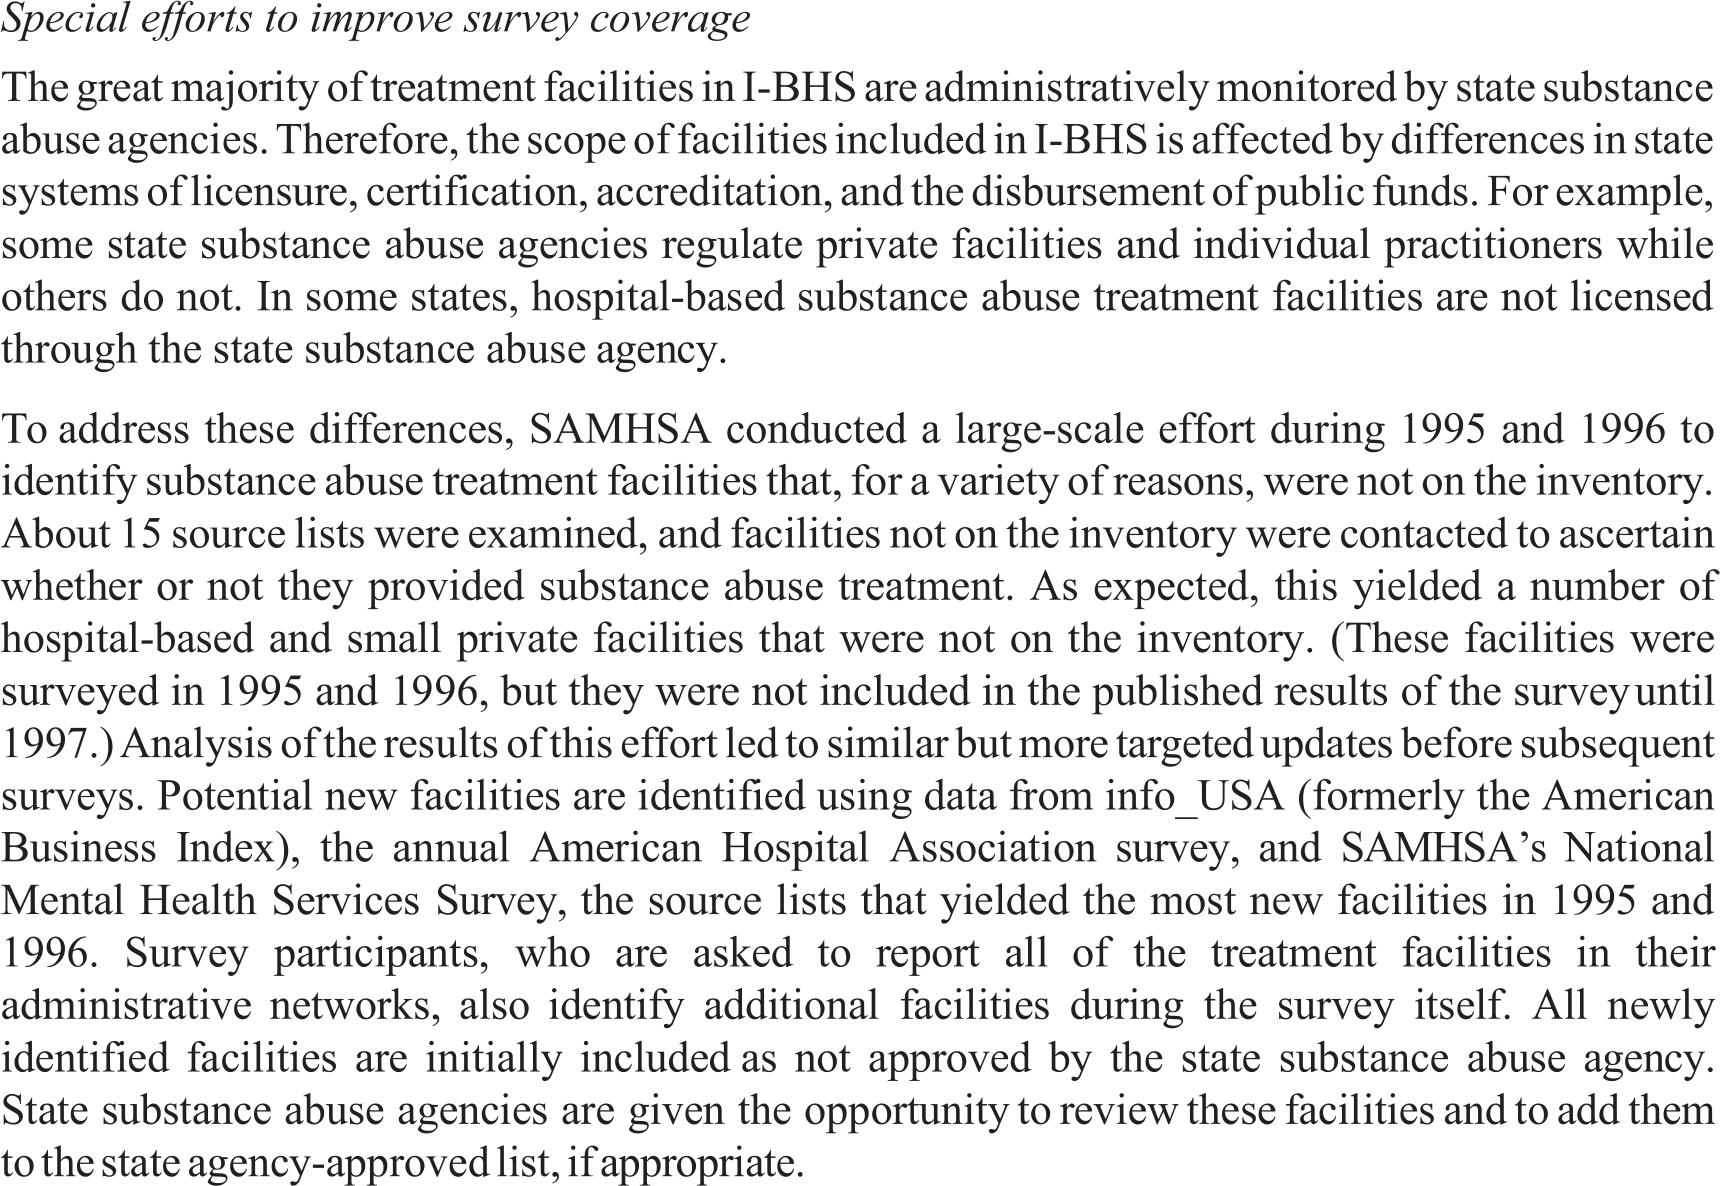 Special efforts to improve survey coverage
The great majority of treatment facilities in I-BHS are administratively monitored by state substance
abuse agencies. Therefore, the scope of facilities included in I-BHS is affected by differences in state
systems of licensure, certification, accreditation, and the disbursement of public funds. For example,
some state substance abuse agencies regulate private facilities and individual practitioners while
others do not. In some states, hospital-based substance abuse treatment facilities are not licensed
through the state substance abuse agency.
To address these differences, SAMHSA conducted a large-scale effort during 1995 and 1996 to
identify substance abuse treatment facilities that, for a variety of reasons, were not on the inventory.
About 15 source lists were examined, and facilities not on the inventory were contacted to ascertain
whether or not they provided substance abuse treatment. As expected, this yielded a number of
hospital-based and small private facilities that were not on the inventory. (These facilities were
surveyed in 1995 and 1996, but they were not included in the published results of the survey until
1997.) Analysis of the results of this effort led to similar but more targeted updates before subsequent
surveys. Potential new facilities are identified using data from info_USA (formerly the American
Business Index), the annual American Hospital Association survey, and SAMHSA’s National
Mental Health Services Survey, the source lists that yielded the most new facilities in 1995 and
1996. Survey participants, who are asked to report all of the treatment facilities in their
administrative networks, also identify additional facilities during the survey itself. All newly
identified facilities are initially included as not approved by the state substance abuse agency.
State substance abuse agencies are given the opportunity to review these facilities and to add them
to the state agency-approved list, if appropriate.